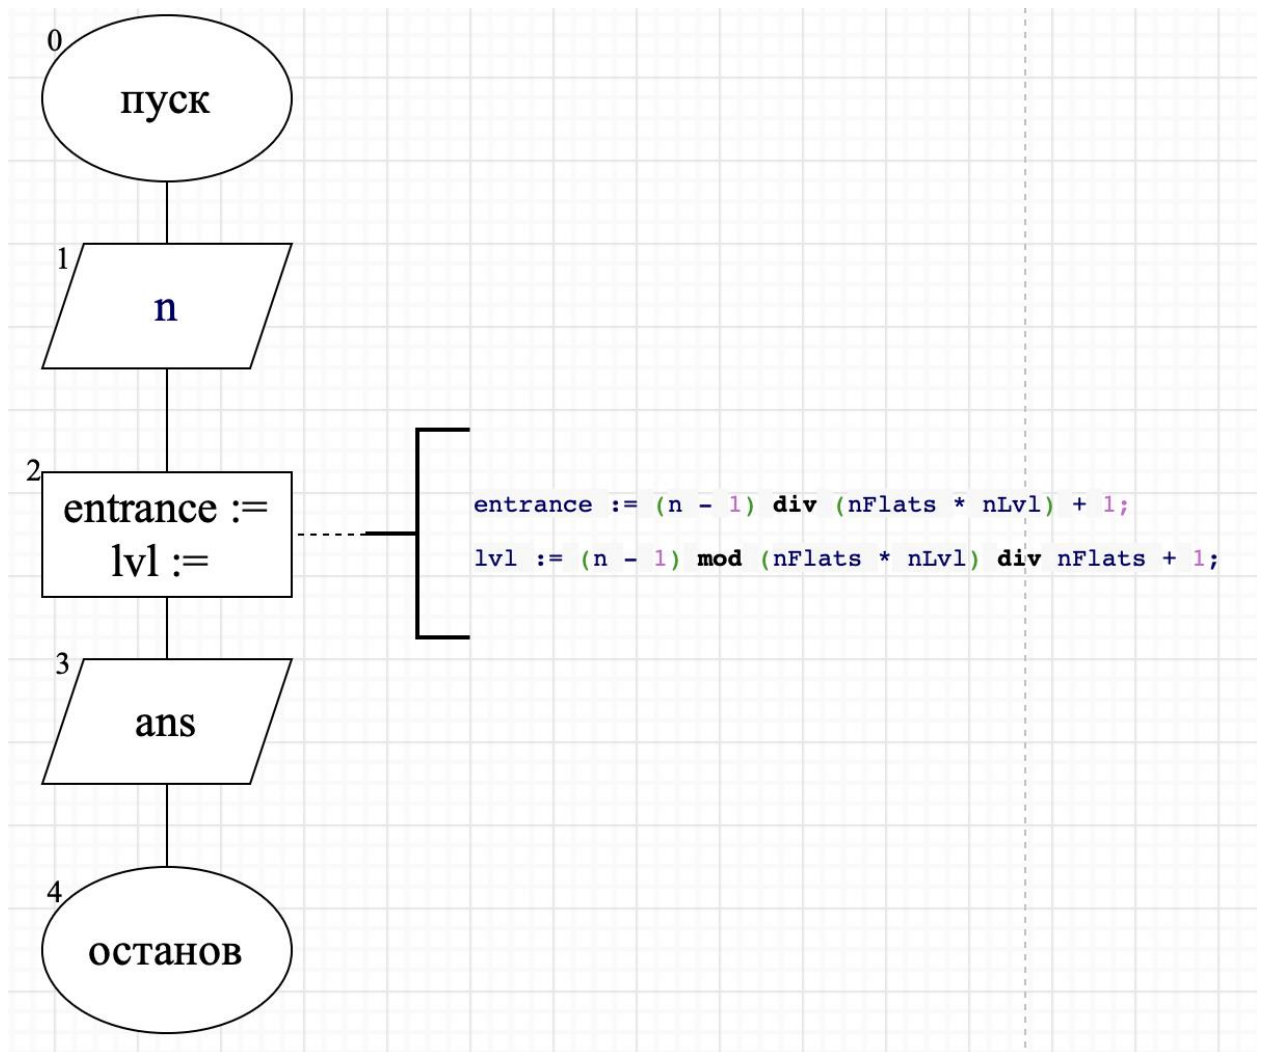 0
пуск
1
n
2
entrance :=
lvl :=
entrance := (n - 1) div (nFlats * nLvl) + 1;
lvl := (n - 1) mod (nFlats * nLvl) div nFlats + 1;
3
ans
4
останов